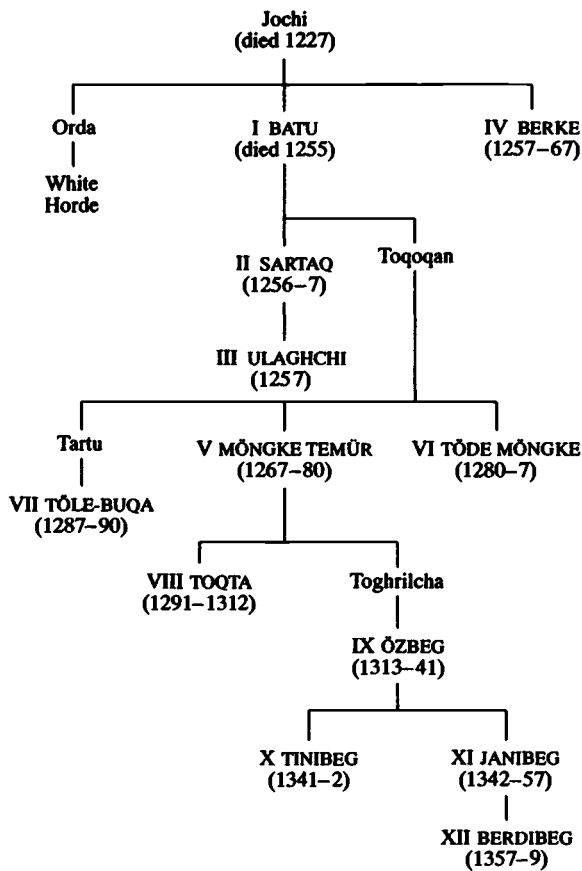 Jochi
(died 1227)
Orda
I BATU
IV BERKE
(died 1255)
(1257–67)
White
Horde
II SARTAQ
Toqoqan
(1256–7)
III ULAGHCHI
(1257)
Tartu
V MÖNGKE TEMÜR
VI TÖDE MÖNGKE
(1267–80)
(1280–7)
VII TÖLE-BUQA
(1287–90)
VIII TOQTA
Toghrilcha
(1291–1312)
IX ÖZBEG
(1313–41)
X TINIBEG
XI JANIBEG
(1341–2)
(1342–57)
XII BERDIBEG
(1357–9)